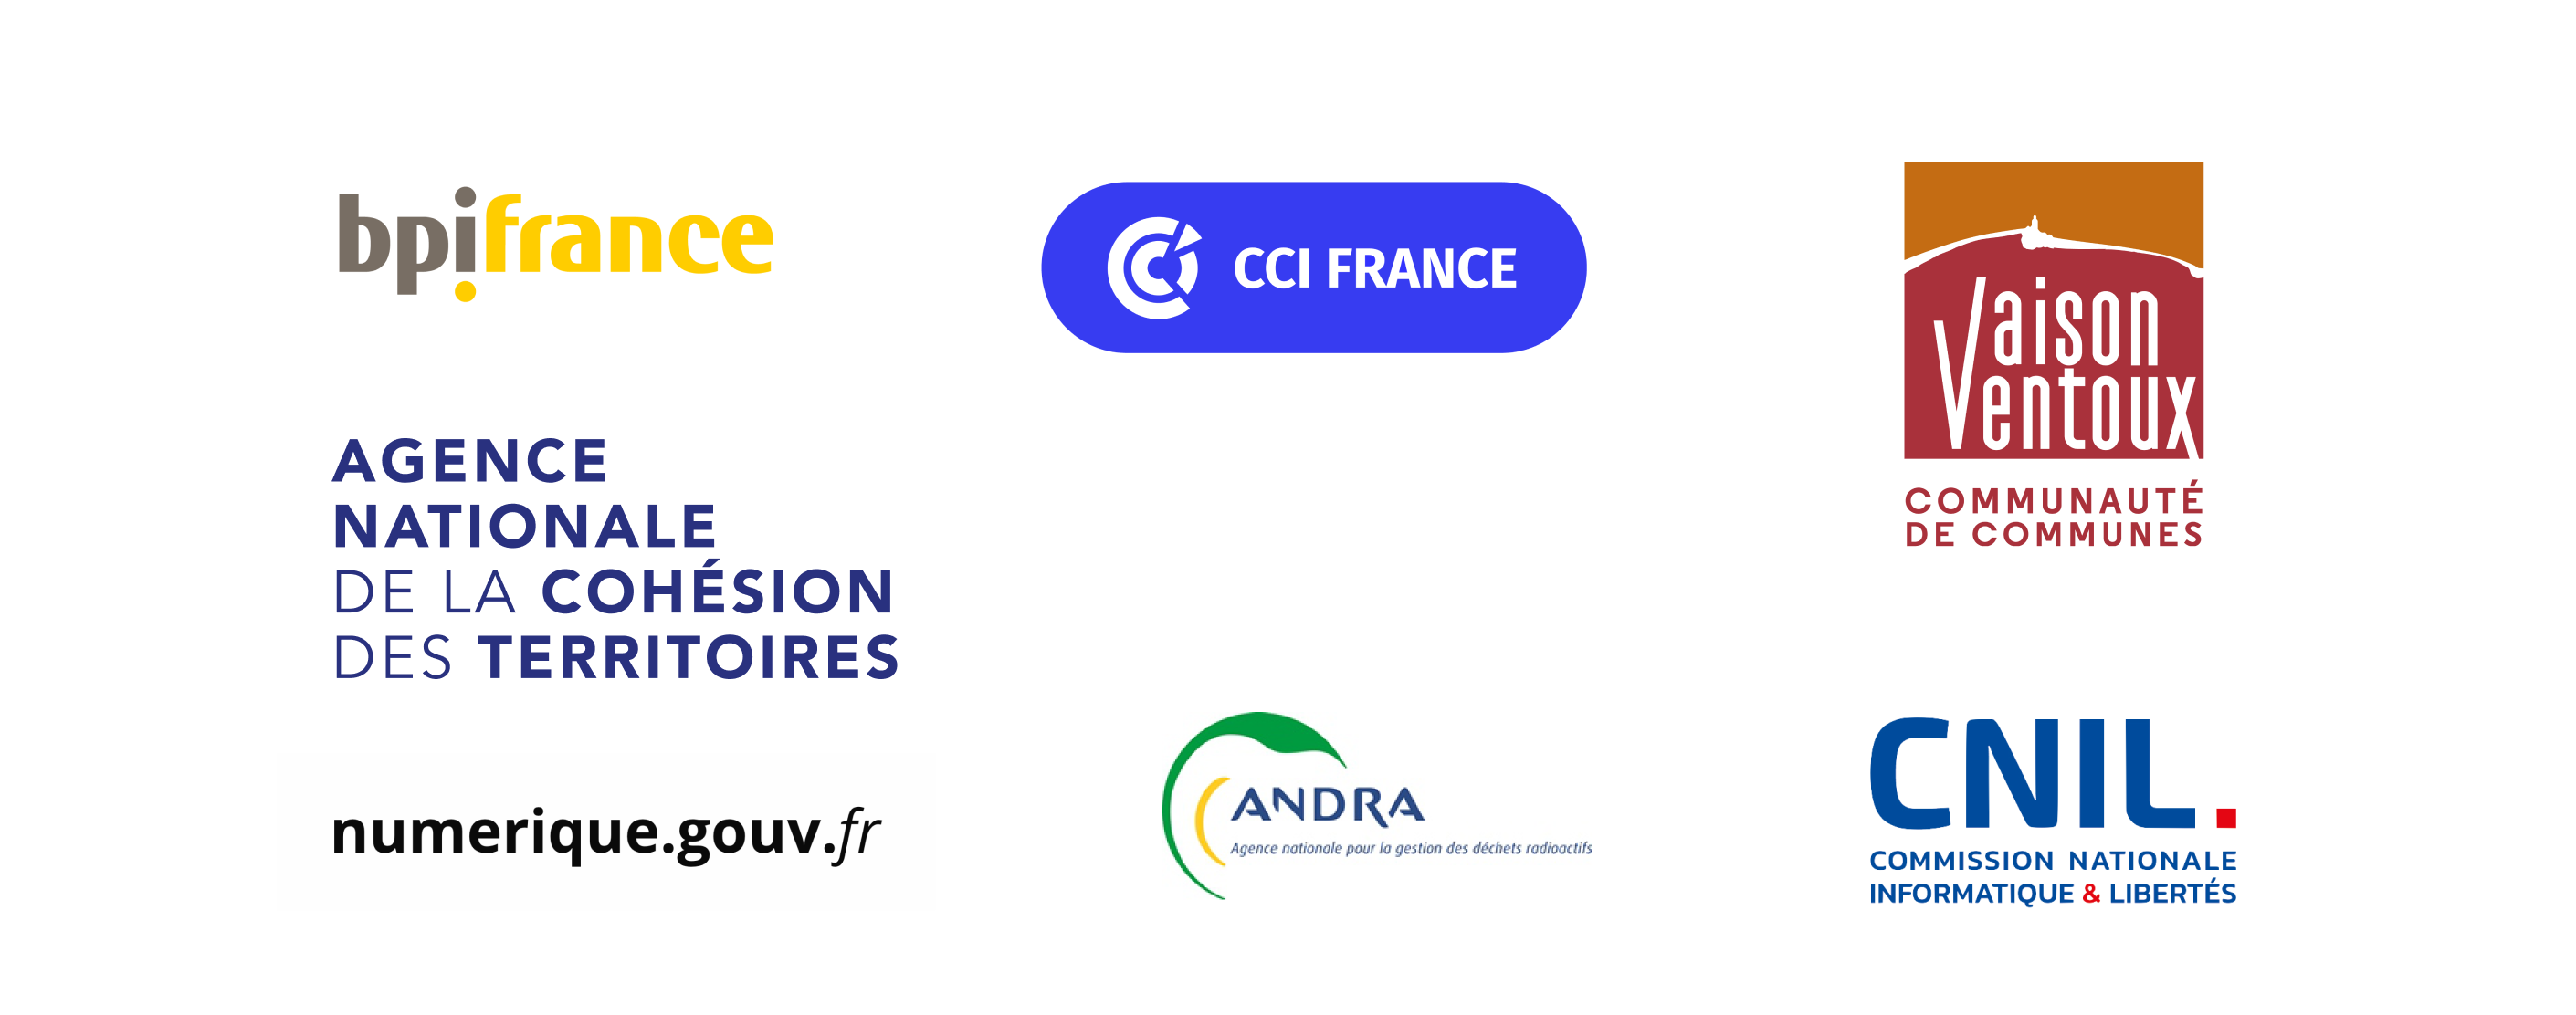 bpifrance
CCI FRANCE
Vaison
Ventoux
COMMUNAUTÉ
DE COMMUNES
AGENCE
NATIONALE
DE LA COHÉSION
DES TERRITOIRES
numerique.gouv.fr
ANDRA
Agence nationale pour la gestion des déchets radioactifs
CNIL.
COMMISSION NATIONALE
INFORMATIQUE & LIBERTÉS